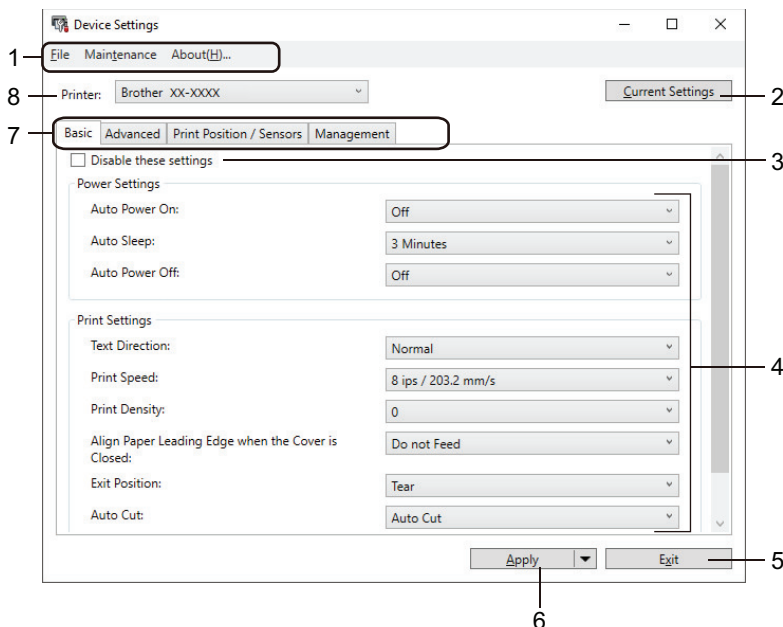 Device Settings
1
File Maintenance About(H)...
8
Printer: Brother XX-XXXX
Current Settings
2
7
Basic Advanced Print Position / Sensors Management
Disable these settings
3
Power Settings
Auto Power On: Off
Auto Sleep: 3 Minutes
Auto Power Off: Off
Print Settings
Text Direction: Normal
4
Print Speed: 8 ips / 203.2 mm/s
Print Density: 0
Align Paper Leading Edge when the Cover is
Closed:
Do not Feed
Exit Position: Tear
Auto Cut: Auto Cut
Apply
Exit
5
6